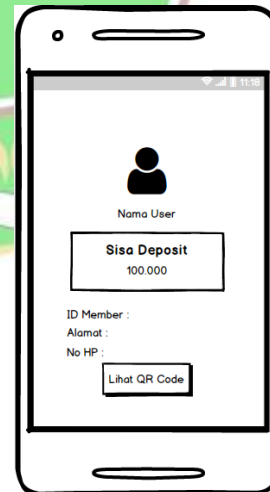 11:18
Nama User
Sisa Deposit
100.000
ID Member :
Alamat :
No HP :
Lihat QR Code